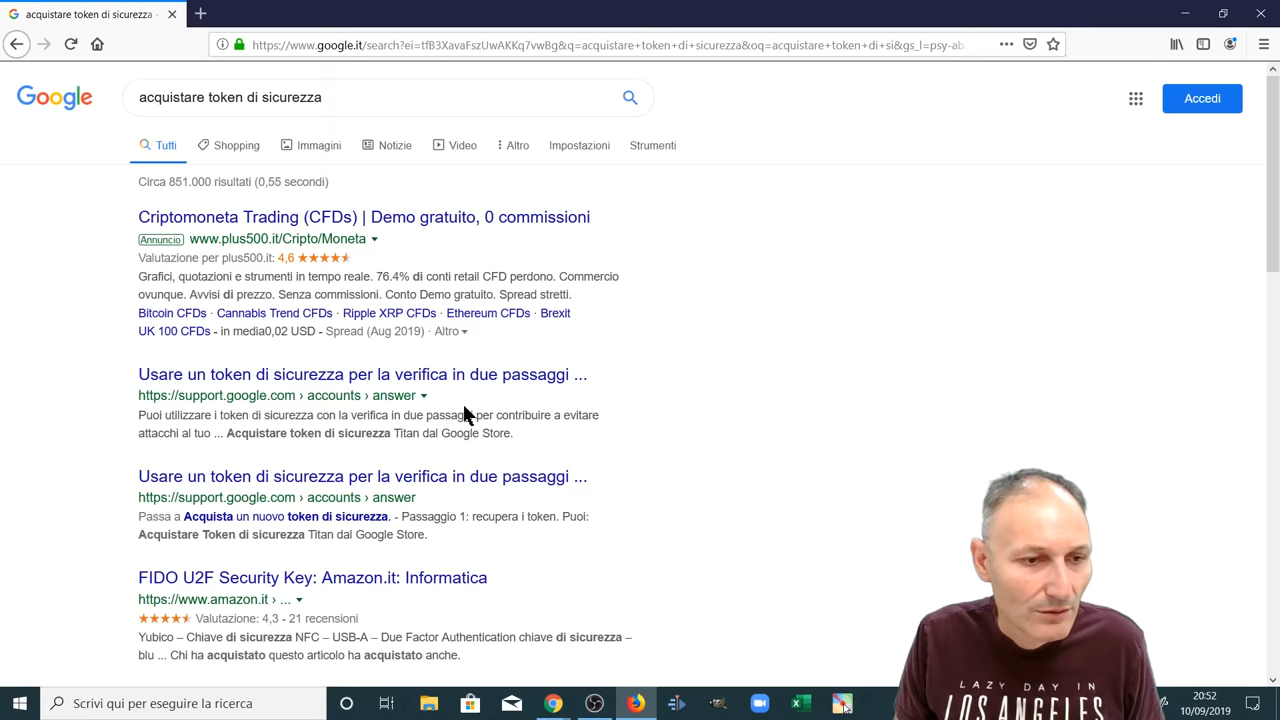 acquistare token di sicurezza -
https://www.google.it/search?ei=tfB3XavaFszUwAKKq7vwBg&q=acquistare+token+di+sicurezza&oq=acquistare+token+di+si&gs_l=psy-ab
Google
acquistare token di sicurezza
Accedi
Tutti Shopping Immagini Notizie Video Altro Impostazioni Strumenti
Circa 851.000 risultati (0,55 secondi)
Criptomoneta Trading (CFDs) | Demo gratuito, 0 commissioni
Annuncio www.plus500.it/Cripto/Moneta
Valutazione per plus500.it: 4,6
Grafici, quotazioni e strumenti in tempo reale. 76.4% di conti retail CFD perdono. Commercio
ovunque. Avvisi di prezzo. Senza commissioni. Conto Demo gratuito. Spread stretti.
Bitcoin CFDs · Cannabis Trend CFDs · Ripple XRP CFDs · Ethereum CFDs · Brexit
UK 100 CFDs - in media0,02 USD - Spread (Aug 2019) · Altro
Usare un token di sicurezza per la verifica in due passaggi ...
https://support.google.com › accounts › answer
Puoi utilizzare i token di sicurezza con la verifica in due passaggi per contribuire a evitare
attacchi al tuo ... Acquistare token di sicurezza Titan dal Google Store.
Usare un token di sicurezza per la verifica in due passaggi ...
https://support.google.com › accounts › answer
Passa a Acquista un nuovo token di sicurezza. - Passaggio 1: recupera i token. Puoi:
Acquistare Token di sicurezza Titan dal Google Store.
FIDO U2F Security Key: Amazon.it: Informatica
https://www.amazon.it › ...
Valutazione: 4,3 - 21 recensioni
Yubico – Chiave di sicurezza NFC – USB-A – Due Factor Authentication chiave di sicurezza –
blu ... Chi ha acquistato questo articolo ha acquistato anche.
LAZY DAY IN
LOS ANGELES
Scrivi qui per eseguire la ricerca
20:52
10/09/2019